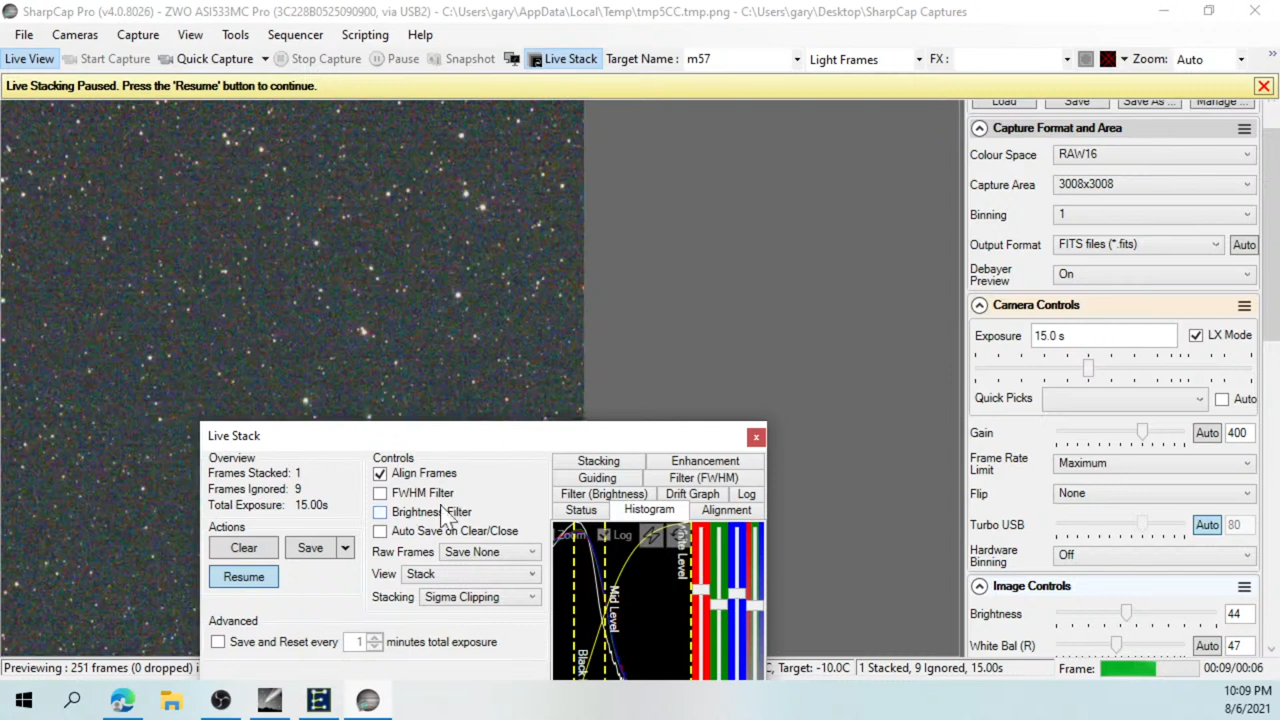 SharpCap Pro (v4.0.8026) - ZWO ASI533MC Pro (3C228B0525090900, via USB2) - C:\Users\gary\AppData\Local\Temp\tmp5CC.tmp.png - C:\Users\gary\Desktop\SharpCap Captures
File Cameras Capture View Tools Sequencer Scripting Help
Live View Start Capture Quick Capture Stop Capture Pause Snapshot Live Stack Target Name : m57 Light Frames FX : Zoom: Auto
Live Stacking Paused. Press the 'Resume' button to continue.
Load Save Save As ... Manage ...
Capture Format and Area
Colour Space RAW16
Capture Area 3008x3008
Binning 1
Output Format FITS files (*.fits) Auto
Debayer Preview On
Camera Controls
Exposure 15.0 s LX Mode
Quick Picks Auto
Gain Auto 400
Frame Rate Limit Maximum
Flip None
Turbo USB Auto 80
Hardware Binning Off
Image Controls
Brightness 44
White Bal (R) Auto 47
Live Stack x
Overview
Frames Stacked: 1
Frames Ignored: 9
Total Exposure: 15.00s
Actions
Clear Save
Resume
Controls
Align Frames
FWHM Filter
Brightness Filter
Auto Save on Clear/Close
Raw Frames Save None
View Stack
Stacking Sigma Clipping
Advanced
Save and Reset every 1 minutes total exposure
Stacking Enhancement
Guiding Filter (FWHM)
Filter (Brightness) Drift Graph Log
Status Histogram Alignment
Zoom Log
Mid Level
Black
Previewing : 251 frames (0 dropped) i
C, Target: -10.0C 1 Stacked, 9 Ignored, 15.00s Frame: 00:09/00:06
10:09 PM
8/6/2021